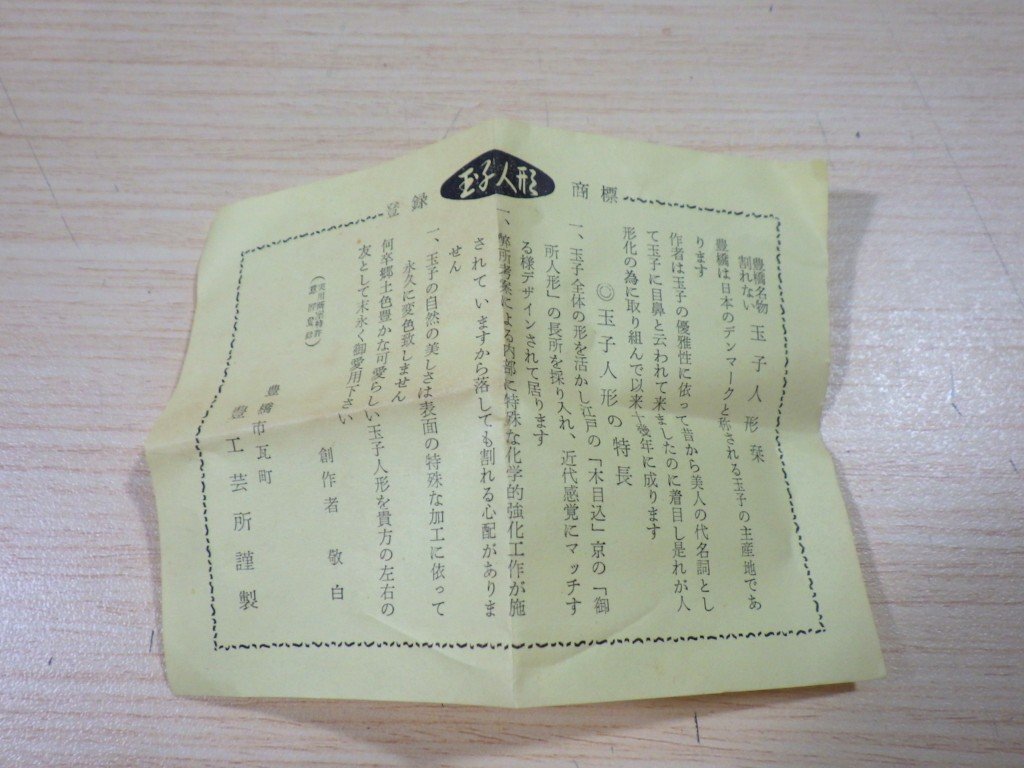 登録
玉子人形
商標
豊橋名物
割れない
玉子人形栞
豊橋は日本のデンマークと称される玉子の主産地であ
ります
作者は玉子の優雅性に依って昔から美人の代名詞とし
て玉子に目鼻と云われて来ましたのに着目し是れが人
形化の為に取り組んで以来十幾年に成ります
◎玉子人形の特長
一、玉子全体の形を活かし江戸の「木目込」京の「御
所人形」の長所を採り入れ、近代感覚にマッチす
る様デザインされて居ります
一、弊所考案による内部に特殊な化学的強化工作が施
されていますから落しても割れる心配がありま
せん
一、玉子の自然の美しさは表面の特殊な加工に依って
永久に変色致しません
何卒郷土色豊かな可愛らしい玉子人形を貴方の左右の
友として末永く御愛用下さい
創作者 敬白
(実用新案特許
意匠登録)
豊橋市瓦町
豊工芸所謹製